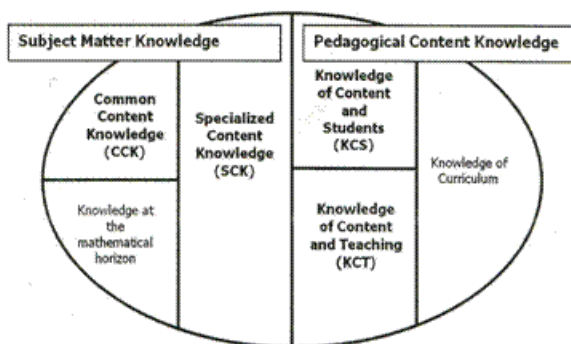 Subject Matter Knowledge
Pedagogical Content Knowledge
Common
Content
Knowledge
(CCK)
Knowledge at
the
mathematical
horizon
Specialized
Content
Knowledge
(SCK)
Knowledge
of Content
and
Students
(KCS)
Knowledge
of Content
and Teaching
(KCT)
Knowledge of
Curriculum